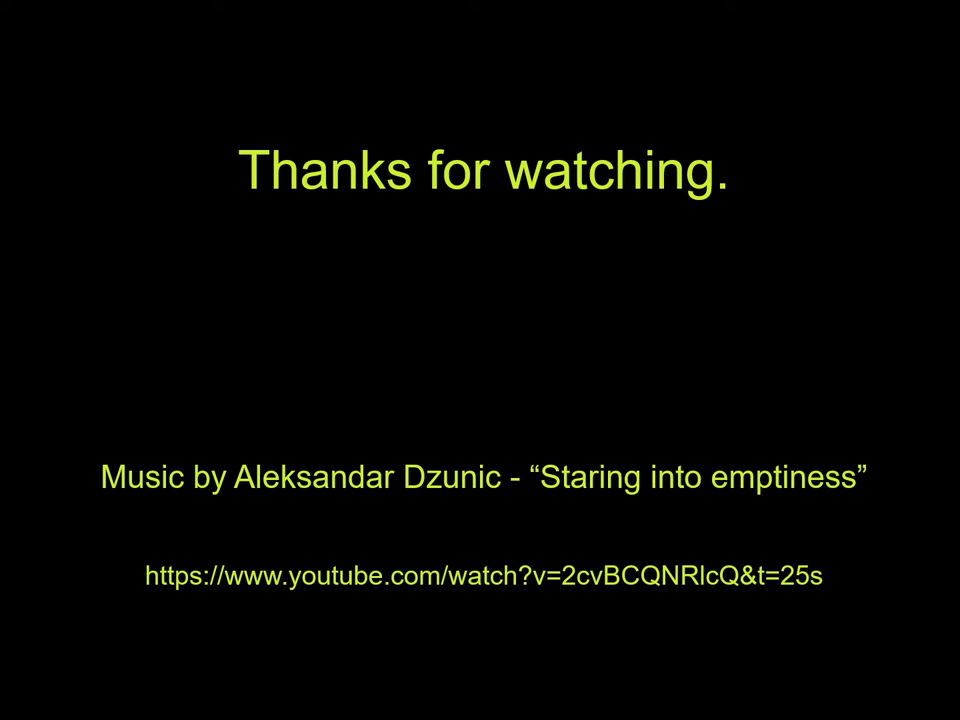 Thanks for watching.
Music by Aleksandar Dzunic - “Staring into emptiness”
https://www.youtube.com/watch?v=2cvBCQNRlcQ&t=25s